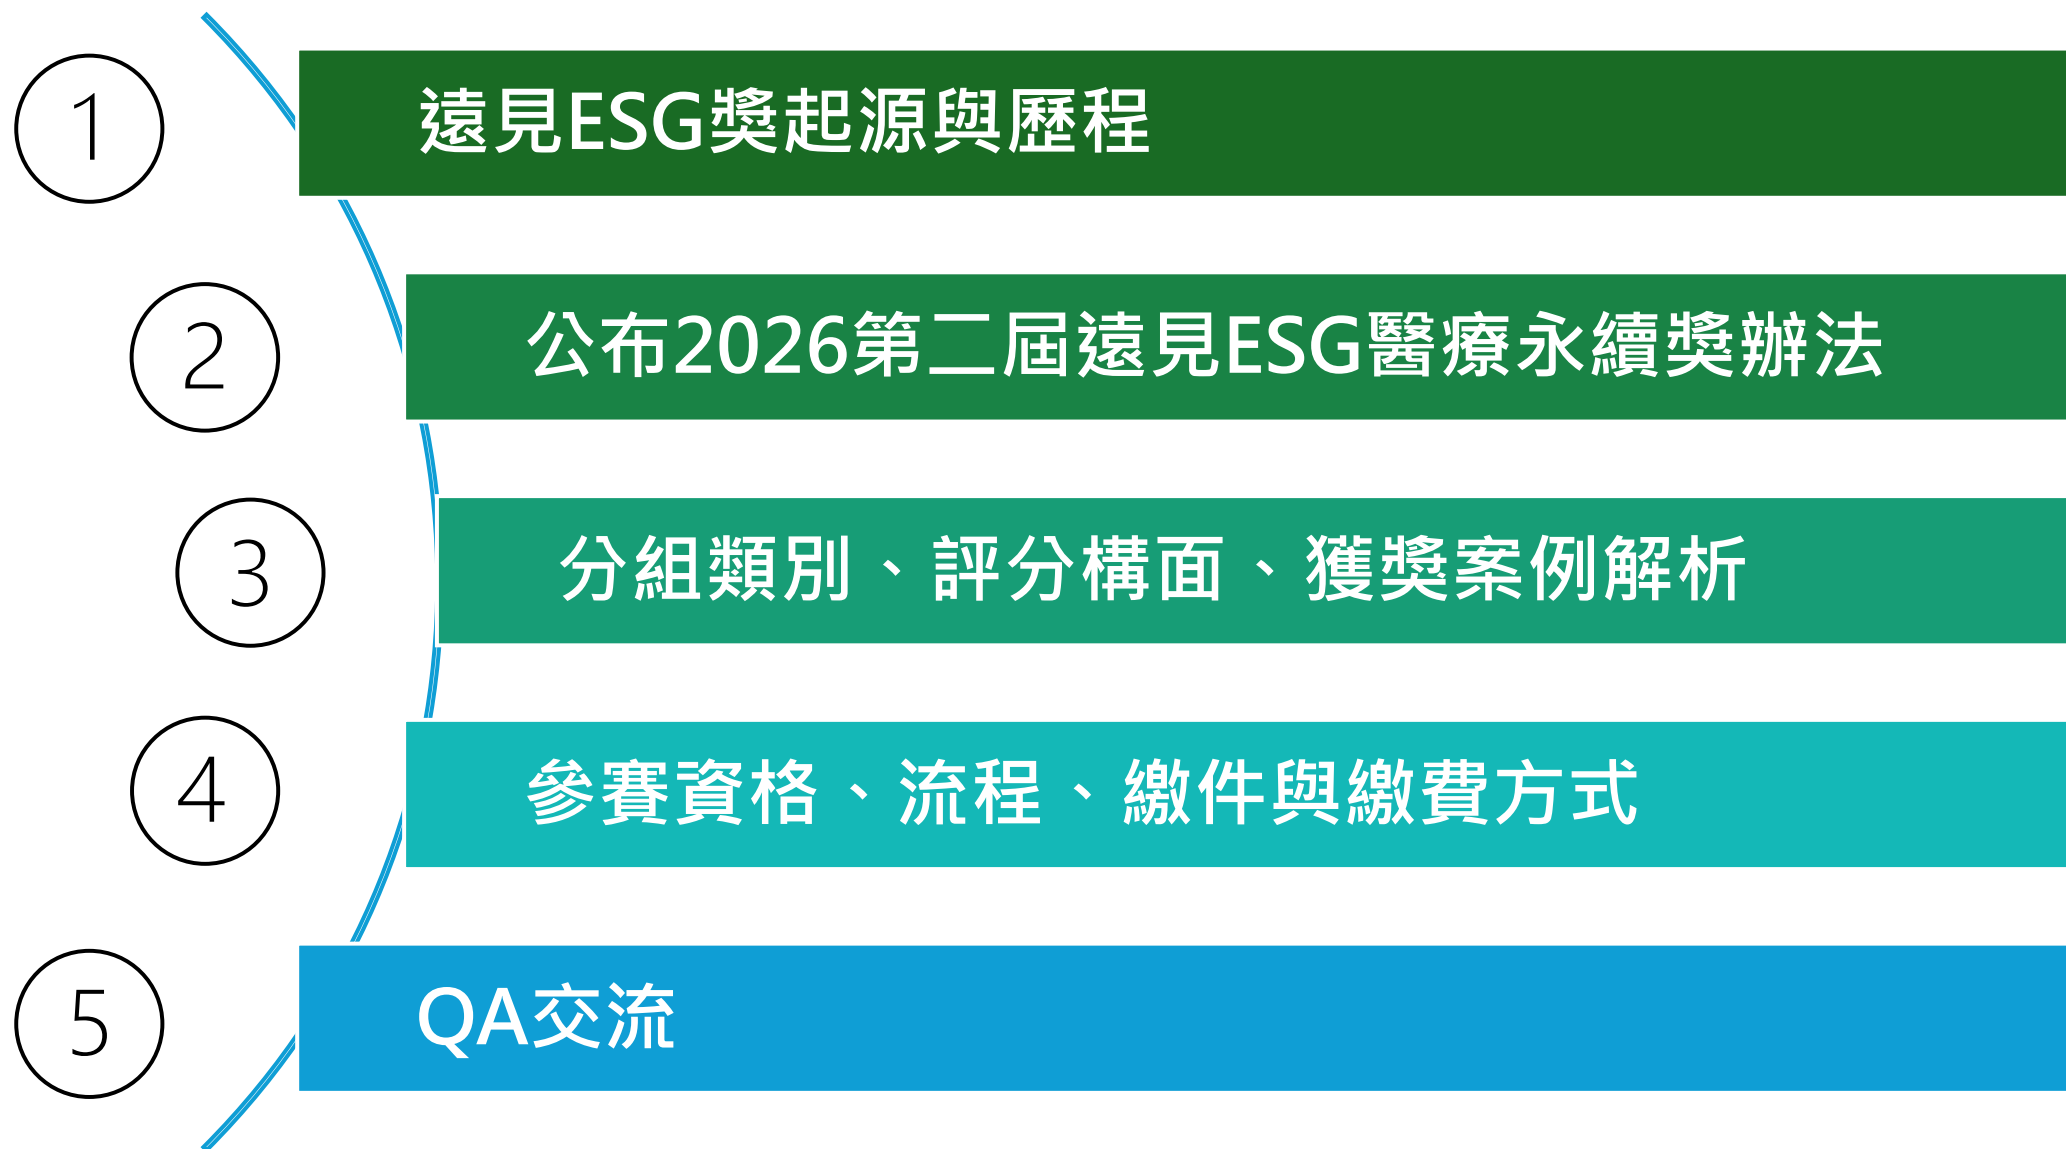 1
遠見ESG獎起源與歷程
2
公布2026第二屆遠見ESG醫療永續獎辦法
3
分組類別、評分構面、獲獎案例解析
4
參賽資格、流程、繳件與繳費方式
5
QA交流